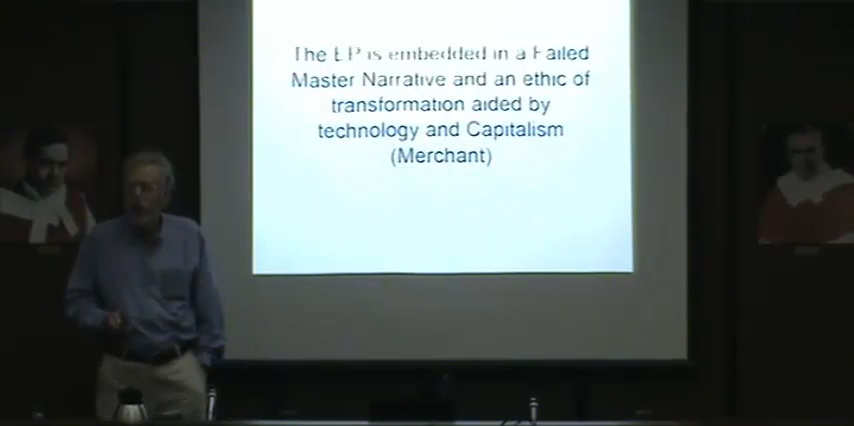 The EP is embedded in a Failed
Master Narrative and an ethic of
transformation aided by
technology and Capitalism
(Merchant)